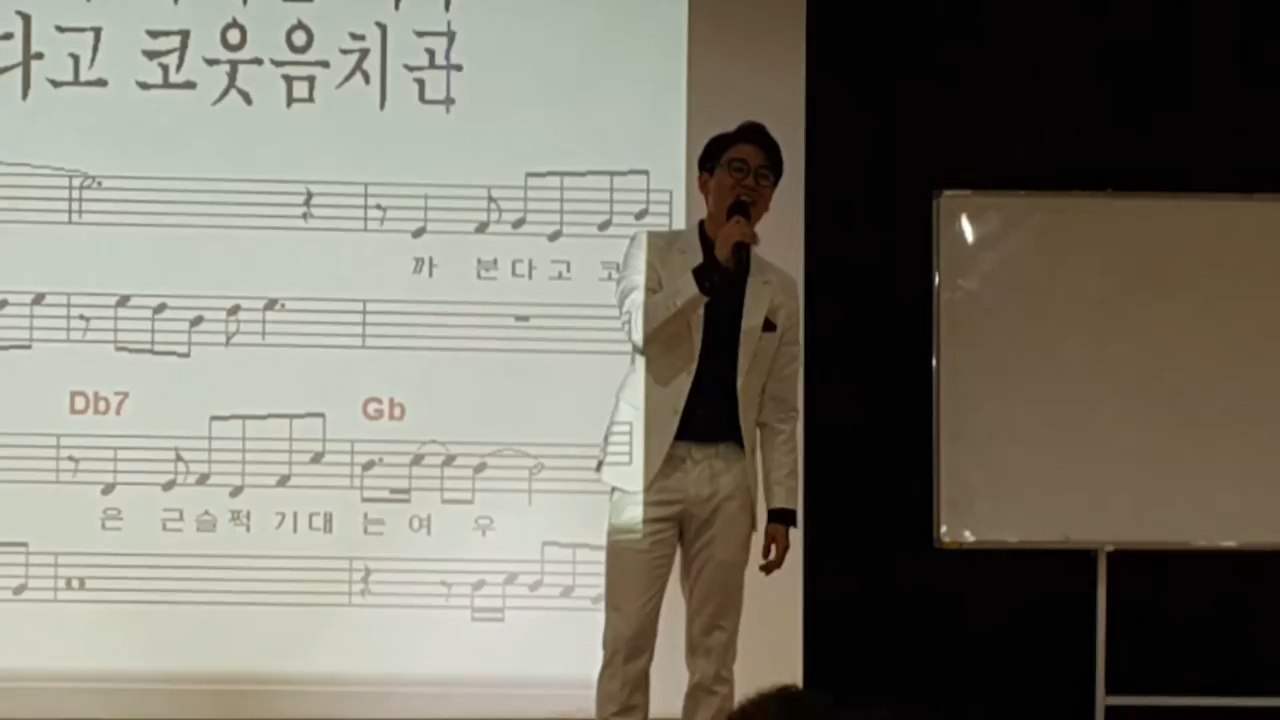 다고 코웃음치곤
까 분다고 코
Db7 Gb
은 근슬쩍 기대 는 여 우